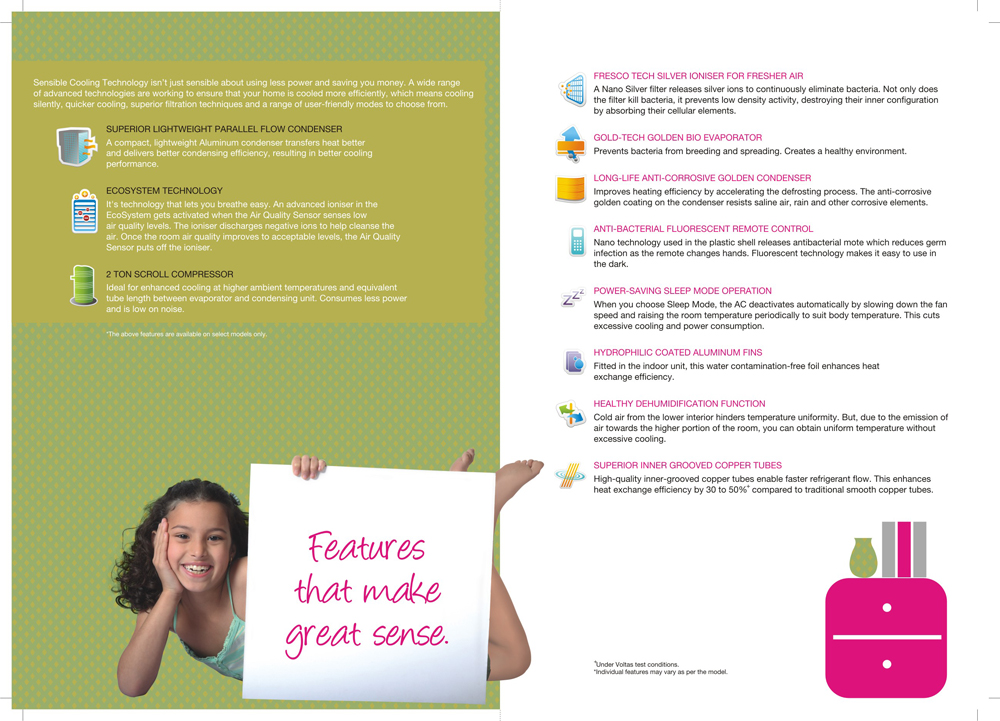 Sensible Cooling Technology isn't just sensible about using less power and saving you money. A wide range
of advanced technologies are working to ensure that your home is cooled more efficiently, which means cooling
silently, quicker cooling, superior filtration techniques and a range of user-friendly modes to choose from.
SUPERIOR LIGHTWEIGHT PARALLEL FLOW CONDENSER
A compact, lightweight Aluminum condenser transfers heat better
and delivers better condensing efficiency, resulting in better cooling
performance.
ECOSYSTEM TECHNOLOGY
It's technology that lets you breathe easy. An advanced ioniser in the
EcoSystem gets activated when the Air Quality Sensor senses low
air quality levels. The ioniser discharges negative ions to help cleanse the
air. Once the room air quality improves to acceptable levels, the Air Quality
Sensor puts off the ioniser.
2 TON SCROLL COMPRESSOR
Ideal for enhanced cooling at higher ambient temperatures and equivalent
tube length between evaporator and condensing unit. Consumes less power
and is low on noise.
*The above features are available on select models only.
Features
that make
great sense.
FRESCO TECH SILVER IONISER FOR FRESHER AIR
A Nano Silver filter releases silver ions to continuously eliminate bacteria. Not only does
the filter kill bacteria, it prevents low density activity, destroying their inner configuration
by absorbing their cellular elements.
GOLD-TECH GOLDEN BIO EVAPORATOR
Prevents bacteria from breeding and spreading. Creates a healthy environment.
LONG-LIFE ANTI-CORROSIVE GOLDEN CONDENSER
Improves heating efficiency by accelerating the defrosting process. The anti-corrosive
golden coating on the condenser resists saline air, rain and other corrosive elements.
ANTI-BACTERIAL FLUORESCENT REMOTE CONTROL
Nano technology used in the plastic shell releases antibacterial mote which reduces germ
infection as the remote changes hands. Fluorescent technology makes it easy to use in
the dark.
POWER-SAVING SLEEP MODE OPERATION
When you choose Sleep Mode, the AC deactivates automatically by slowing down the fan
speed and raising the room temperature periodically to suit body temperature. This cuts
excessive cooling and power consumption.
HYDROPHILIC COATED ALUMINUM FINS
Fitted in the indoor unit, this water contamination-free foil enhances heat
exchange efficiency.
HEALTHY DEHUMIDIFICATION FUNCTION
Cold air from the lower interior hinders temperature uniformity. But, due to the emission of
air towards the higher portion of the room, you can obtain uniform temperature without
excessive cooling.
SUPERIOR INNER GROOVED COPPER TUBES
High-quality inner-grooved copper tubes enable faster refrigerant flow. This enhances
heat exchange efficiency by 30 to 50%+ compared to traditional smooth copper tubes.
+Under Voltas test conditions.
*Individual features may vary as per the model.
zzz